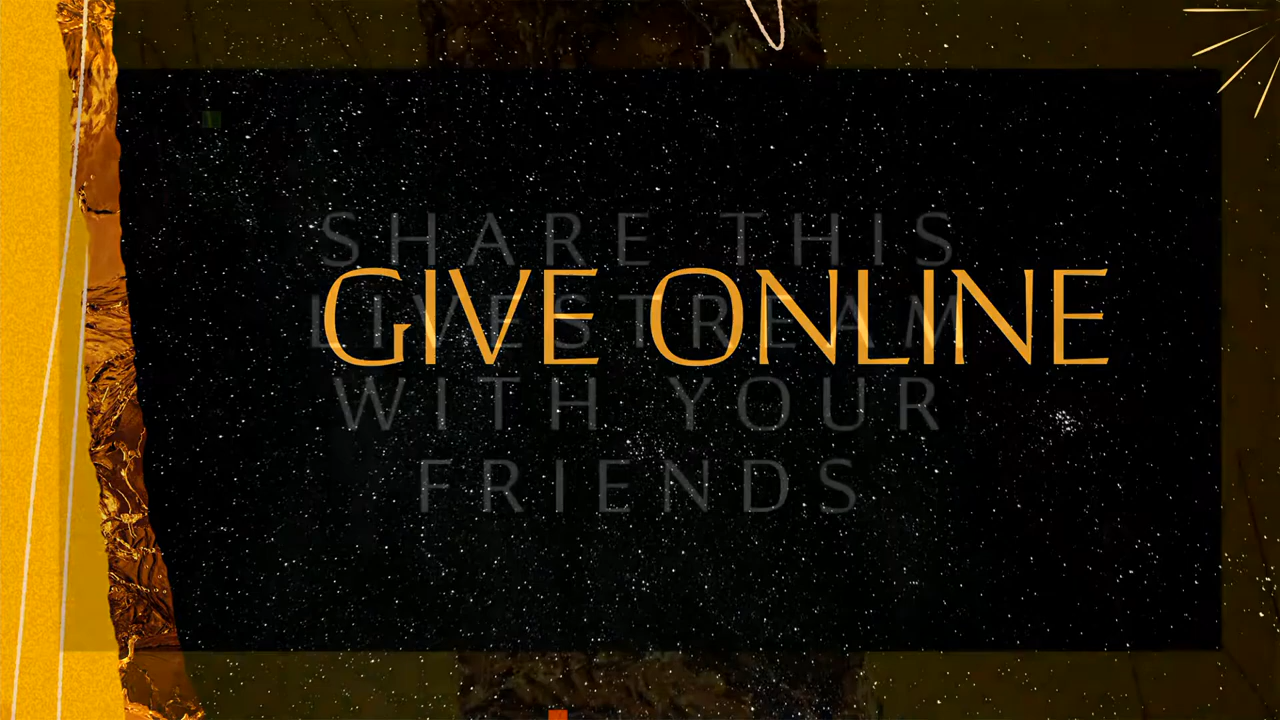 SHARE THIS
GIVE ONLINE
LIVESTREAM
WITH YOUR
FRIENDS